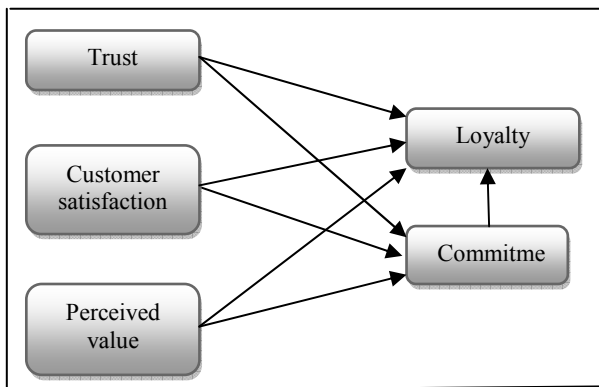 Trust
Loyalty
Customer
satisfaction
Commitme
Perceived
value